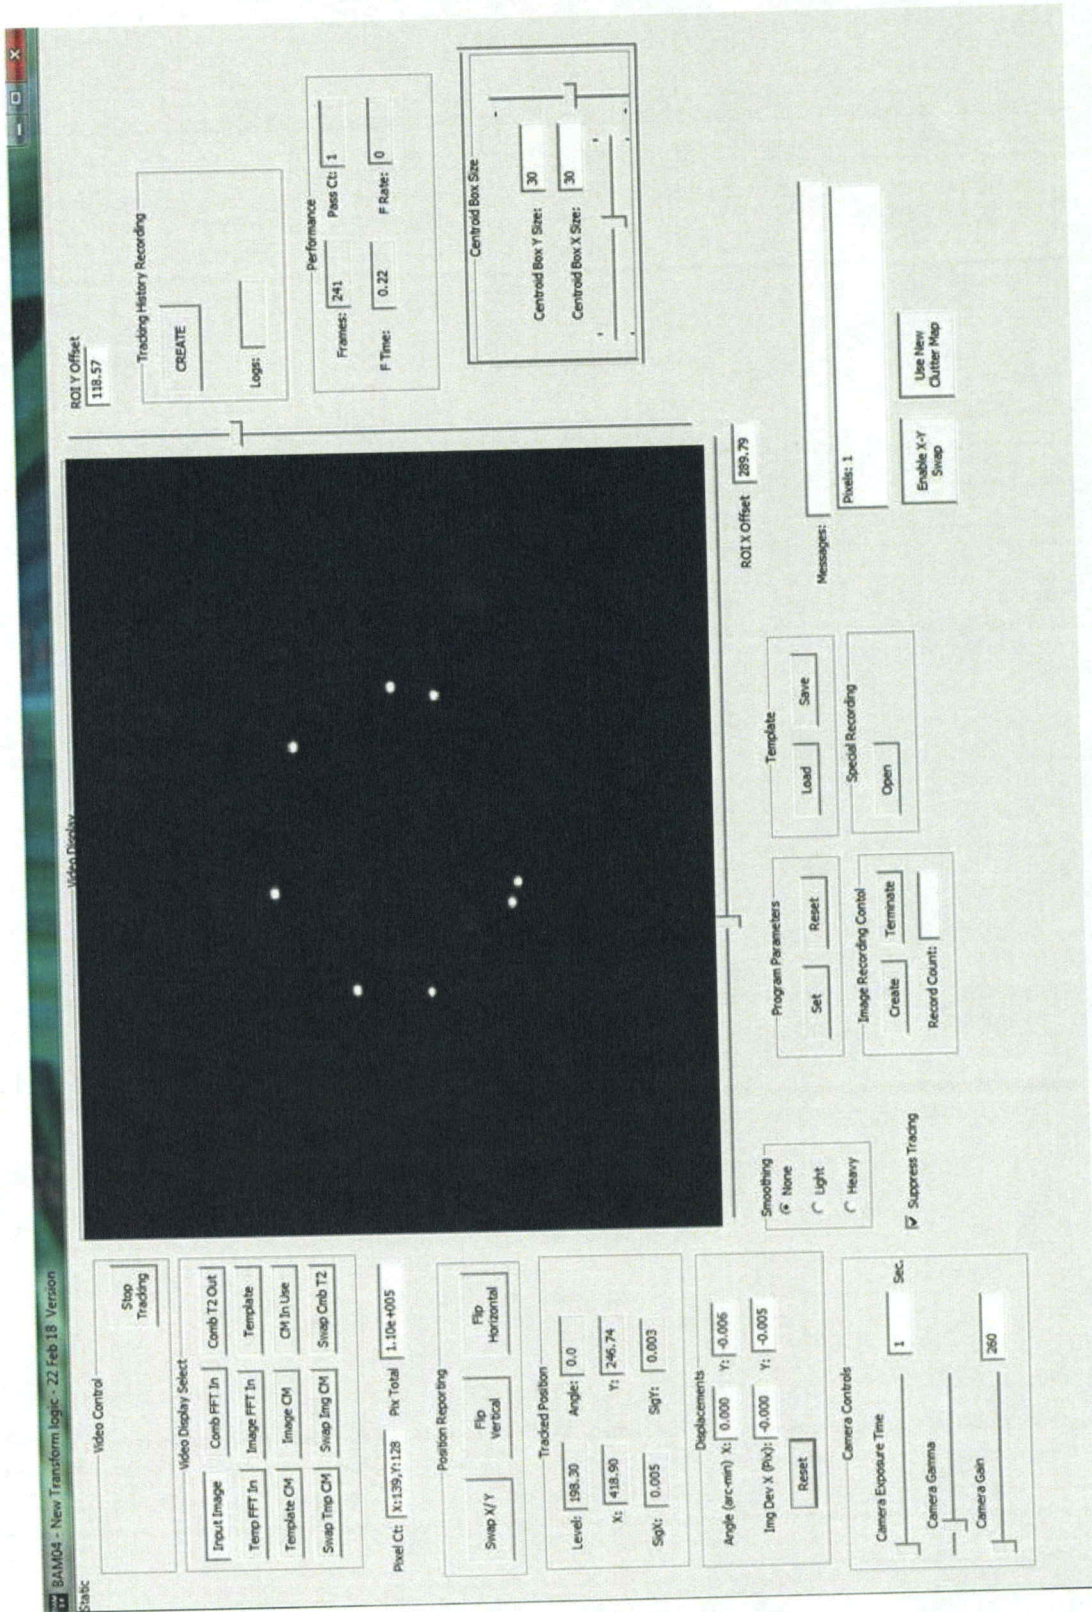 BAM04 - New Transform logic - 22 Feb 18 Version
Static
Video Control
Stop
Tracking
Video Display Select
Input Image Comb FFT In Comb T2 Out
Temp FFT In Image FFT In Template
Template CM Image CM CM In Use
Swap Tmp CM Swap Img CM Swap Cmb T2
Pixel Ct: X:139,Y:128 Pix Total 1.10e+005
Position Reporting
Swap X/Y Flip Vertical Flip Horizontal
Tracked Position
Level: 198.30 Angle: 0.0
X: 418.90 Y: 246.74
SigX: 0.005 SigY: 0.003
Displacements
Angle (arc-min) X: 0.000 Y: -0.006
Img Dev X (Pix): -0.000 Y: -0.005
Reset
Camera Controls
Camera Exposure Time 1 Sec.
Camera Gamma
Camera Gain 260
Video Display
ROI Y Offset
118.57
ROI X Offset 289.79
Tracking History Recording
CREATE
Logs:
Performance
Frames: 241 Pass Ct: 1
F Time: 0.22 F Rate: 0
Centroid Box Size
Centroid Box Y Size: 30
Centroid Box X Size: 30
Smoothing
None
Light
Heavy
Suppress Tracing
Program Parameters
Set Reset
Image Recording Contol
Create Terminate
Record Count:
Template
Load Save
Special Recording
Open
Messages:
Pixels: 1
Enable X-Y
Swap
Use New
Clutter Map